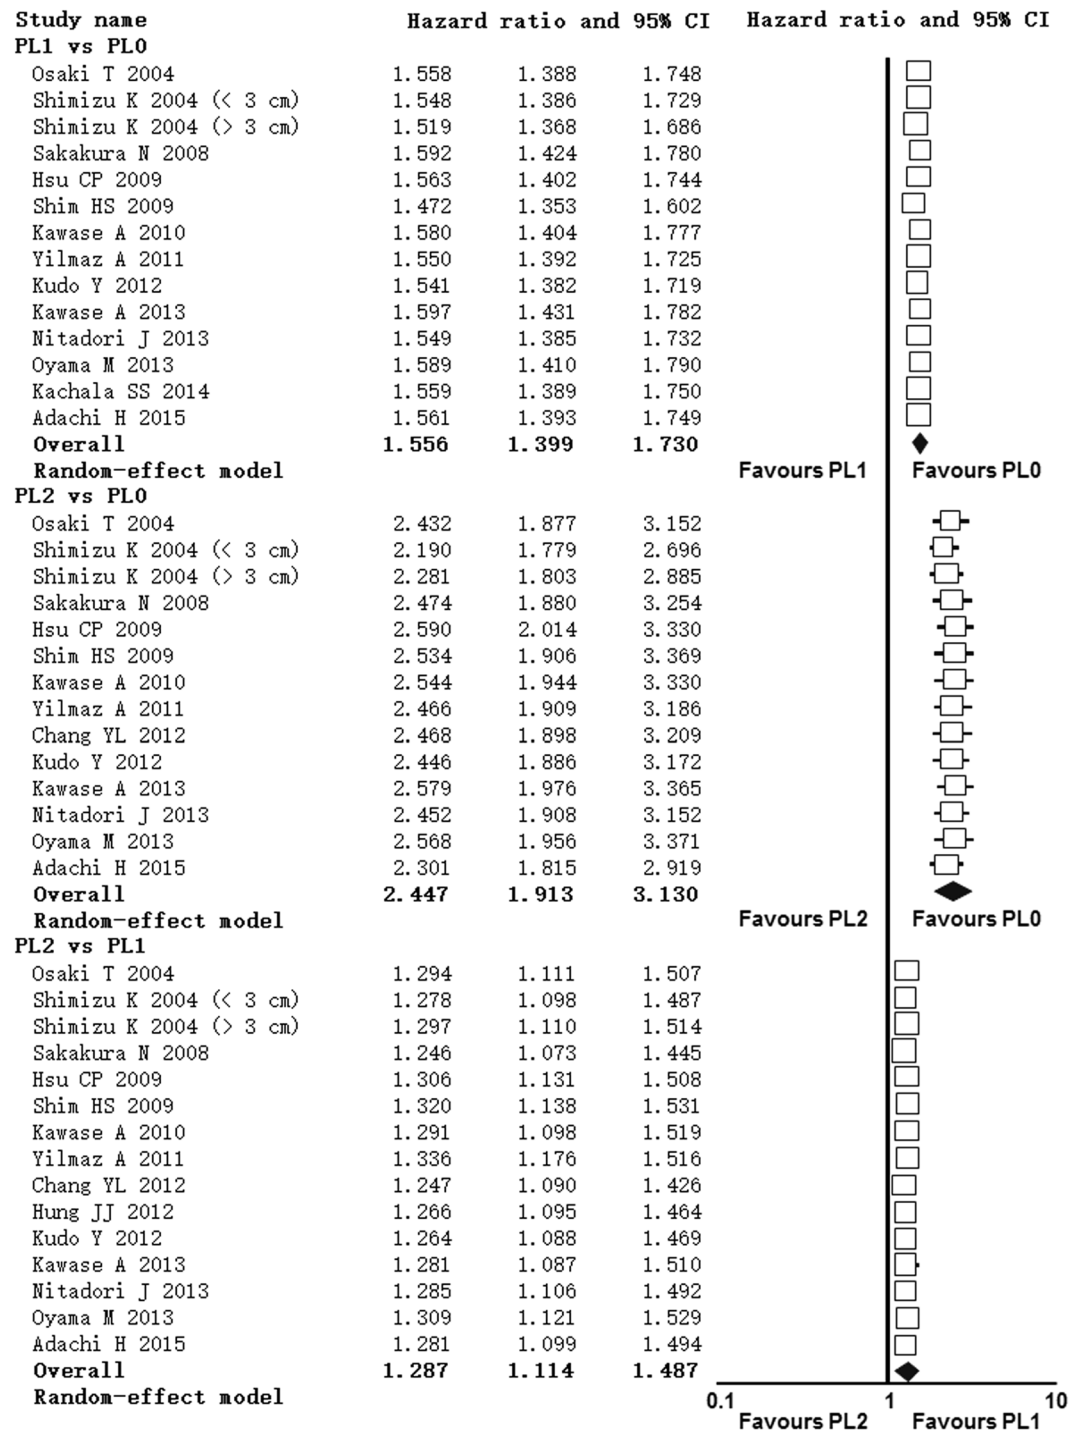 Study name Hazard ratio and 95% CI Hazard ratio and 95% CI
PL1 vs PL0
Osaki T 2004 1.558 1.388 1.748
Shimizu K 2004 (< 3 cm) 1.548 1.386 1.729
Shimizu K 2004 (> 3 cm) 1.519 1.368 1.686
Sakakura N 2008 1.592 1.424 1.780
Hsu CP 2009 1.563 1.402 1.744
Shim HS 2009 1.472 1.353 1.602
Kawase A 2010 1.580 1.404 1.777
Yilmaz A 2011 1.550 1.392 1.725
Kudo Y 2012 1.541 1.382 1.719
Kawase A 2013 1.597 1.431 1.782
Nitadori J 2013 1.549 1.385 1.732
Oyama M 2013 1.589 1.410 1.790
Kachala SS 2014 1.559 1.389 1.750
Adachi H 2015 1.561 1.393 1.749
Overall 1.556 1.399 1.730
Random-effect model Favours PL1 Favours PL0
PL2 vs PL0
Osaki T 2004 2.432 1.877 3.152
Shimizu K 2004 (< 3 cm) 2.190 1.779 2.696
Shimizu K 2004 (> 3 cm) 2.281 1.803 2.885
Sakakura N 2008 2.474 1.880 3.254
Hsu CP 2009 2.590 2.014 3.330
Shim HS 2009 2.534 1.906 3.369
Kawase A 2010 2.544 1.944 3.330
Yilmaz A 2011 2.466 1.909 3.186
Chang YL 2012 2.468 1.898 3.209
Kudo Y 2012 2.446 1.886 3.172
Kawase A 2013 2.579 1.976 3.365
Nitadori J 2013 2.452 1.908 3.152
Oyama M 2013 2.568 1.956 3.371
Adachi H 2015 2.301 1.815 2.919
Overall 2.447 1.913 3.130
Random-effect model Favours PL2 Favours PL0
PL2 vs PL1
Osaki T 2004 1.294 1.111 1.507
Shimizu K 2004 (< 3 cm) 1.278 1.098 1.487
Shimizu K 2004 (> 3 cm) 1.297 1.110 1.514
Sakakura N 2008 1.246 1.073 1.445
Hsu CP 2009 1.306 1.131 1.508
Shim HS 2009 1.320 1.138 1.531
Kawase A 2010 1.291 1.098 1.519
Yilmaz A 2011 1.336 1.176 1.516
Chang YL 2012 1.247 1.090 1.426
Hung JJ 2012 1.266 1.095 1.464
Kudo Y 2012 1.264 1.088 1.469
Kawase A 2013 1.281 1.087 1.510
Nitadori J 2013 1.285 1.106 1.492
Oyama M 2013 1.309 1.121 1.529
Adachi H 2015 1.281 1.099 1.494
Overall 1.287 1.114 1.487
Random-effect model 0.1 1 10
Favours PL2 Favours PL1